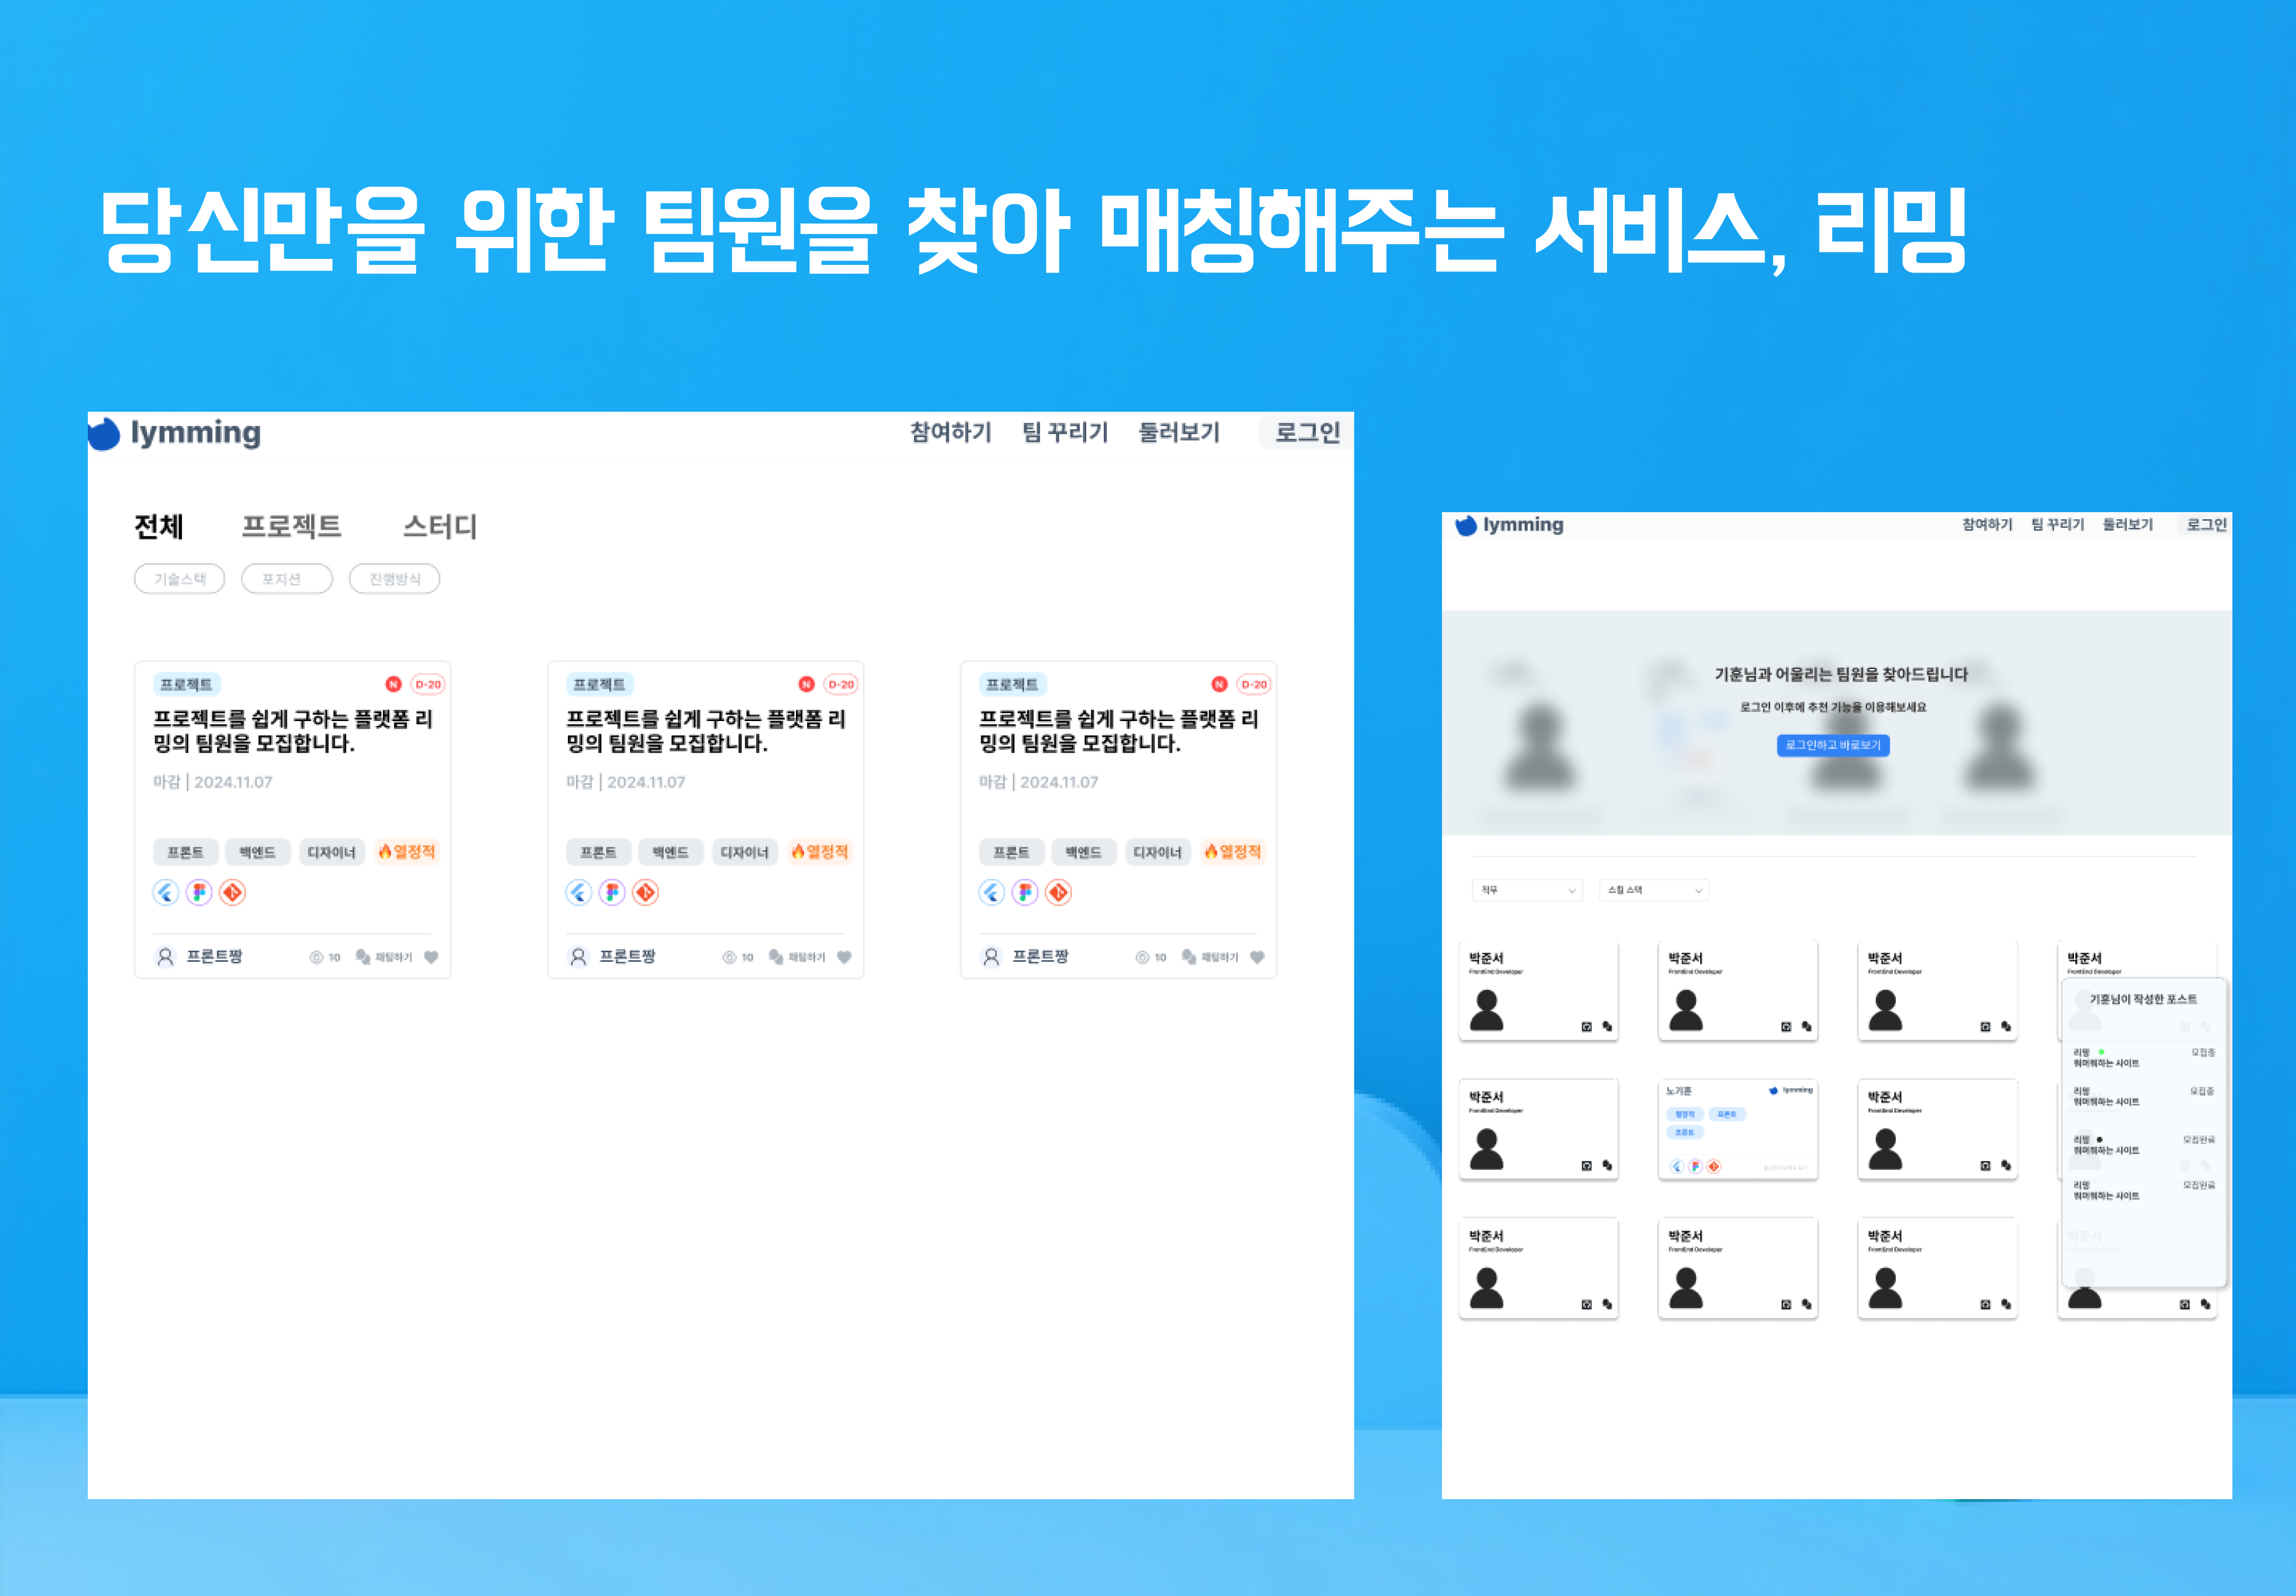 당신만을 위한 팀원을 찾아 매칭해주는 서비스, 리밍
lymming
참여하기 팀 꾸리기 둘러보기 로그인
전체 프로젝트 스터디
기술스택 포지션 진행방식
프로젝트 N D-20
프로젝트를 쉽게 구하는 플랫폼 리
밍의 팀원을 모집합니다.
마감 | 2024.11.07
프론트 백엔드 디자이너 🔥열정적
프론트짱 10 채팅하기
프로젝트 N D-20
프로젝트를 쉽게 구하는 플랫폼 리
밍의 팀원을 모집합니다.
마감 | 2024.11.07
프론트 백엔드 디자이너 🔥열정적
프론트짱 10 채팅하기
프로젝트 N D-20
프로젝트를 쉽게 구하는 플랫폼 리
밍의 팀원을 모집합니다.
마감 | 2024.11.07
프론트 백엔드 디자이너 🔥열정적
프론트짱 10 채팅하기
lymming
참여하기 팀 꾸리기 둘러보기 로그인
기훈님과 어울리는 팀원을 찾아드립니다
로그인 이후에 추천 기능을 이용해보세요
로그인하고 바로보기
직무 스킬 스택
박준서
FrontEnd Developer
박준서
FrontEnd Developer
박준서
FrontEnd Developer
박준서
FrontEnd Developer
기훈님이 작성한 포스트
리밍 모집중
뭐머뭐하는 사이트
리밍 모집중
뭐머뭐하는 사이트
리밍 모집완료
뭐머뭐하는 사이트
리밍 모집완료
뭐머뭐하는 사이트
박준서
FrontEnd Developer
노기훈 lymming
열정적 프론트
프론트
박준서
FrontEnd Developer
박준서
FrontEnd Developer
박준서
FrontEnd Developer
박준서
FrontEnd Developer
박준서